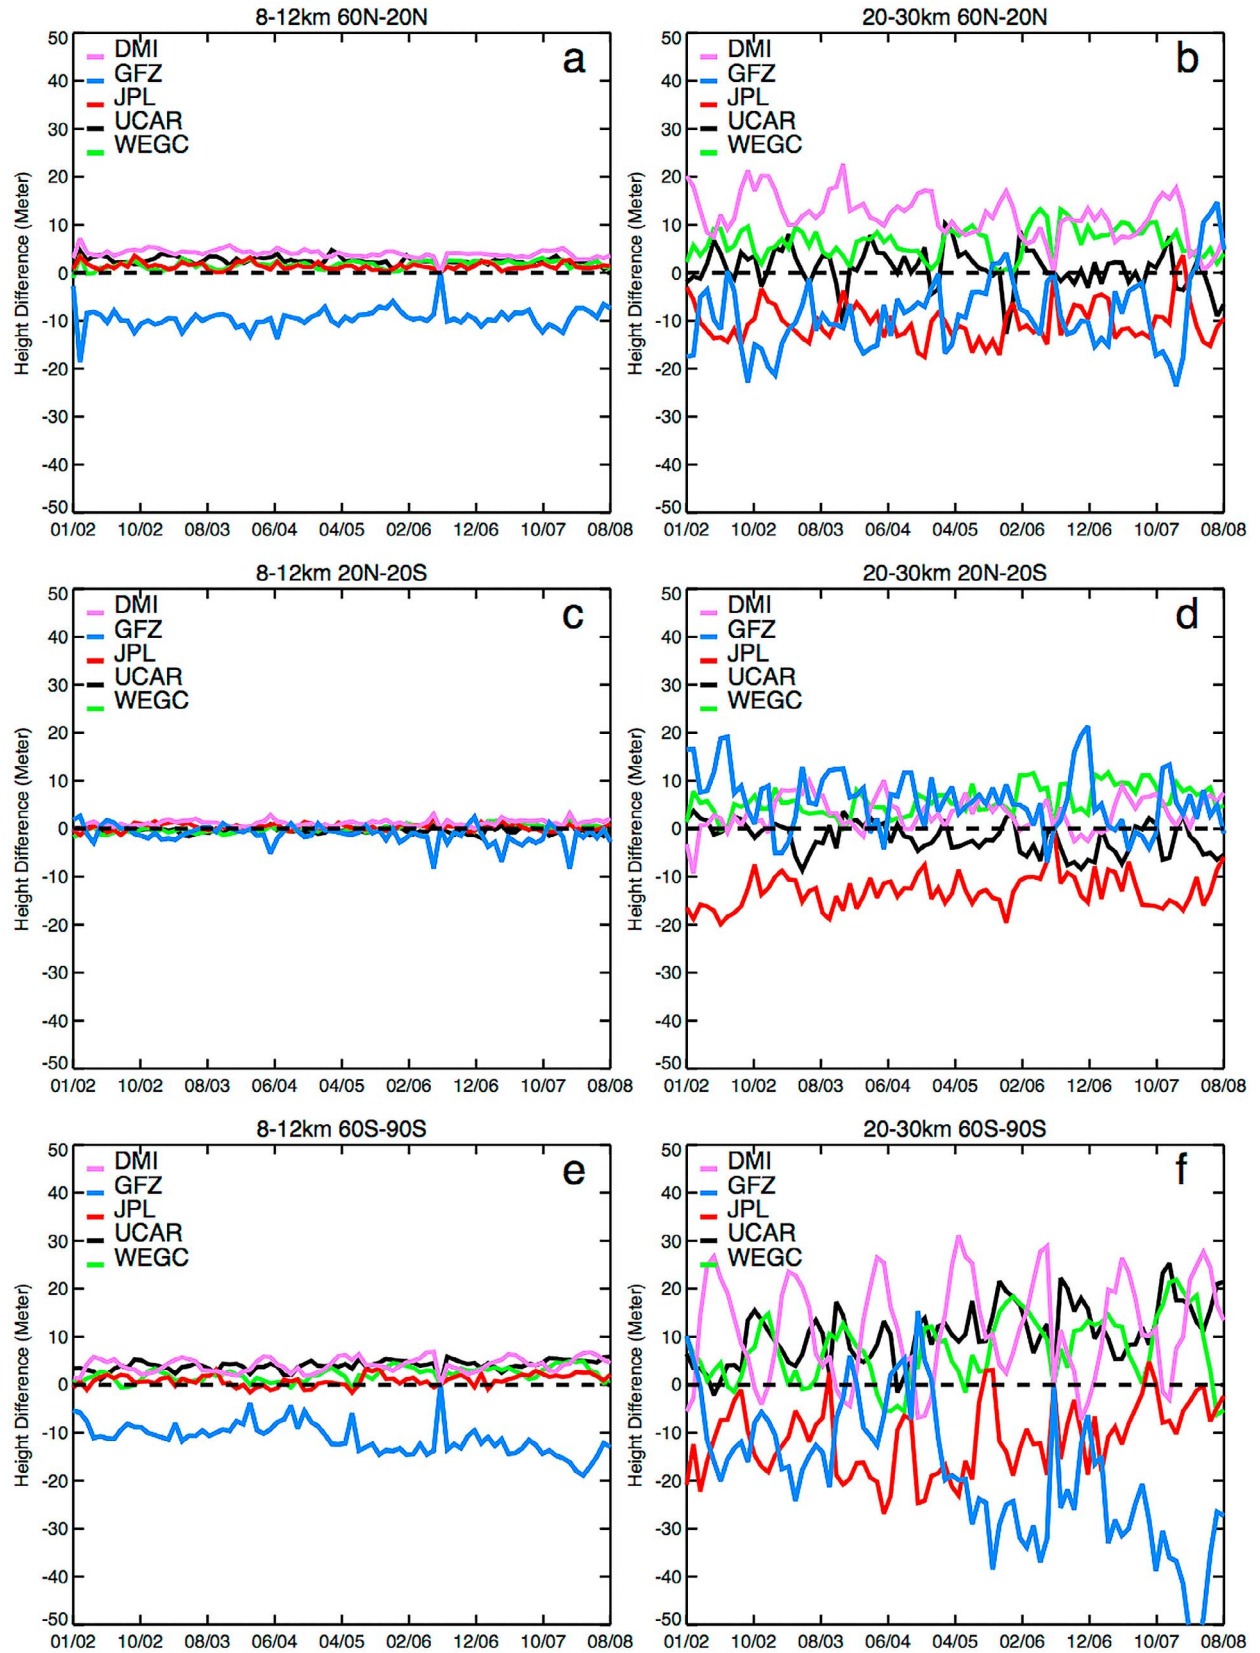 8-12km 60N-20N
50
40
30
20
10
0
-10
-20
-30
-40
-50
Height Difference (Meter)
DMI
GFZ
JPL
UCAR
WEGC
a
01/02 10/02 08/03 06/04 04/05 02/06 12/06 10/07 08/08
20-30km 60N-20N
50
40
30
20
10
0
-10
-20
-30
-40
-50
Height Difference (Meter)
DMI
GFZ
JPL
UCAR
WEGC
b
01/02 10/02 08/03 06/04 04/05 02/06 12/06 10/07 08/08
8-12km 20N-20S
50
40
30
20
10
0
-10
-20
-30
-40
-50
Height Difference (Meter)
DMI
GFZ
JPL
UCAR
WEGC
c
01/02 10/02 08/03 06/04 04/05 02/06 12/06 10/07 08/08
20-30km 20N-20S
50
40
30
20
10
0
-10
-20
-30
-40
-50
Height Difference (Meter)
DMI
GFZ
JPL
UCAR
WEGC
d
01/02 10/02 08/03 06/04 04/05 02/06 12/06 10/07 08/08
8-12km 60S-90S
50
40
30
20
10
0
-10
-20
-30
-40
-50
Height Difference (Meter)
DMI
GFZ
JPL
UCAR
WEGC
e
01/02 10/02 08/03 06/04 04/05 02/06 12/06 10/07 08/08
20-30km 60S-90S
50
40
30
20
10
0
-10
-20
-30
-40
-50
Height Difference (Meter)
DMI
GFZ
JPL
UCAR
WEGC
f
01/02 10/02 08/03 06/04 04/05 02/06 12/06 10/07 08/08